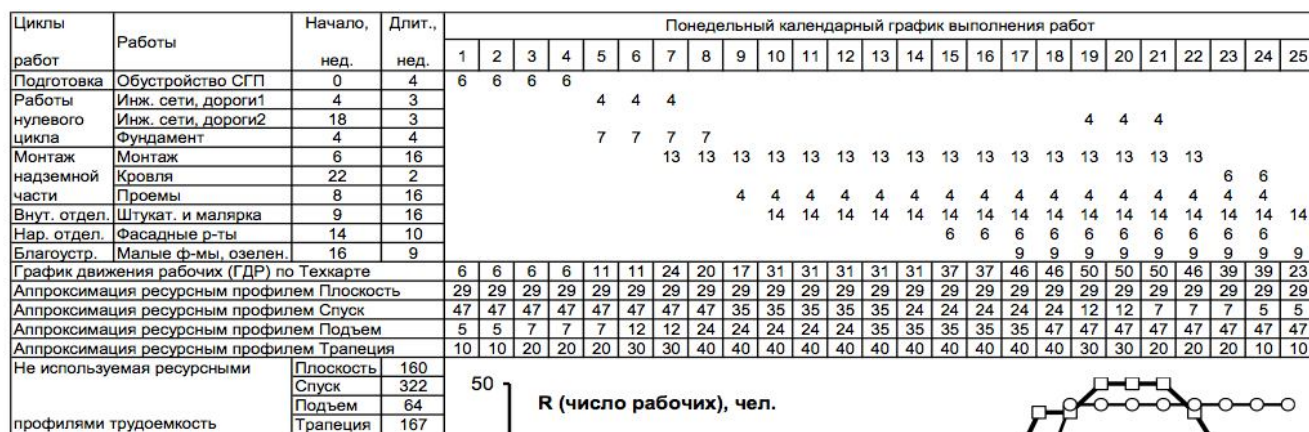 Циклы Начало, Длит., Понедельный календарный график выполнения работ
Работы
работ нед. нед. 1 2 3 4 5 6 7 8 9 10 11 12 13 14 15 16 17 18 19 20 21 22 23 24 25
Подготовка Обустройство СГП 0 4 6 6 6 6
Работы Инж. сети, дороги1 4 3 4 4 4
нулевого Инж. сети, дороги2 18 3 4 4 4
цикла Фундамент 4 4 7 7 7 7
Монтаж Монтаж 6 16 13 13 13 13 13 13 13 13 13 13 13 13 13 13 13 13
надземной Кровля 22 2 6 6
части Проемы 8 16 4 4 4 4 4 4 4 4 4 4 4 4 4 4 4 4
Внут. отдел. Штукат. и малярка 9 16 14 14 14 14 14 14 14 14 14 14 14 14 14 14 14 14
Нар. отдел. Фасадные р-ты 14 10 6 6 6 6 6 6 6 6 6 6
Благоустр. Малые ф-мы, озелен. 16 9 9 9 9 9 9 9 9 9 9
График движения рабочих (ГДР) по Техкарте 6 6 6 6 11 11 24 20 17 31 31 31 31 31 37 37 46 46 50 50 50 46 39 39 23
Аппроксимация ресурсным профилем Плоскость 29 29 29 29 29 29 29 29 29 29 29 29 29 29 29 29 29 29 29 29 29 29 29 29 29
Аппроксимация ресурсным профилем Спуск 47 47 47 47 47 47 47 47 35 35 35 35 35 24 24 24 24 24 12 12 7 7 7 5 5
Аппроксимация ресурсным профилем Подъем 5 5 7 7 7 12 12 24 24 24 24 24 35 35 35 35 35 47 47 47 47 47 47 47 47
Аппроксимация ресурсным профилем Трапеция 10 10 20 20 20 30 30 40 40 40 40 40 40 40 40 40 40 40 30 30 20 20 20 10 10
Не используемая ресурсными Плоскость 160
Спуск 322
Подъем 64
профилями трудоемкость Трапеция 167
50
R (число рабочих), чел.